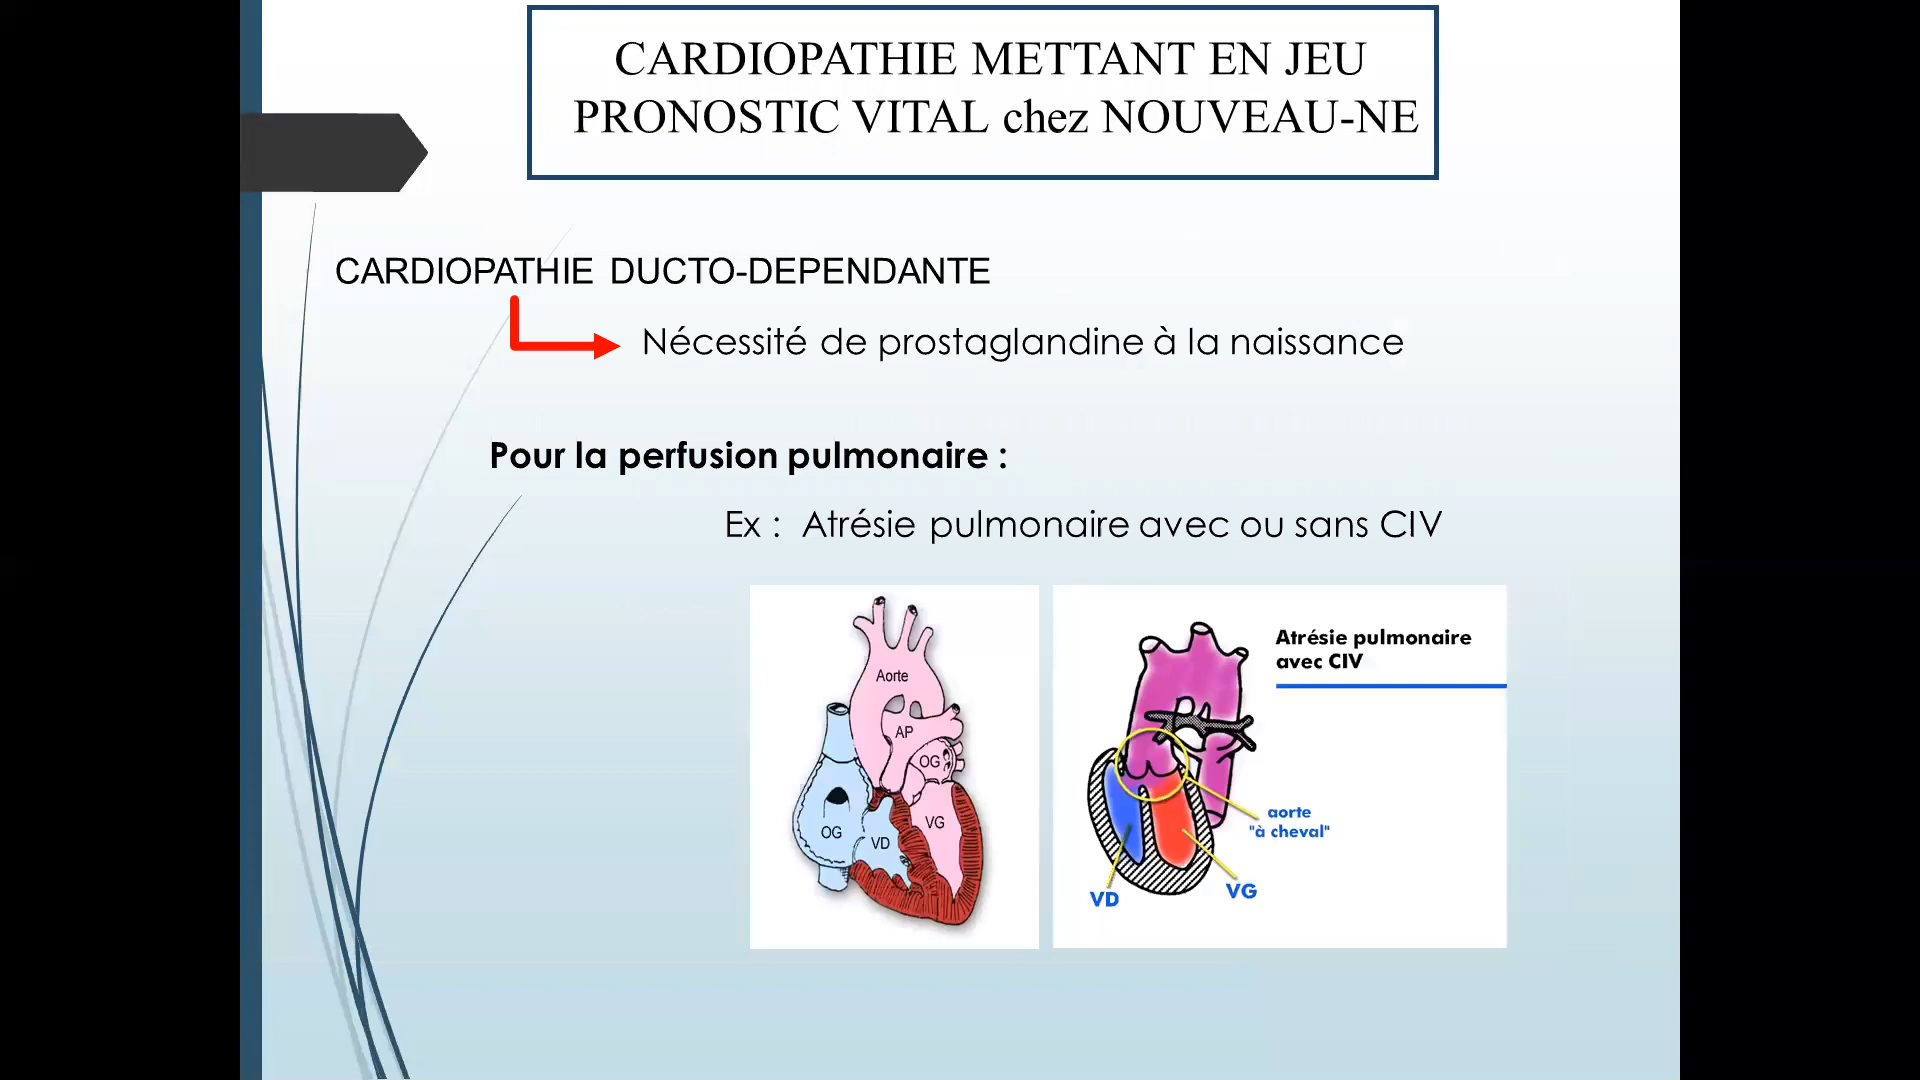 CARDIOPATHIE METTANT EN JEU
PRONOSTIC VITAL chez NOUVEAU-NE
CARDIOPATHIE DUCTO-DEPENDANTE
Nécessité de prostaglandine à la naissance
Pour la perfusion pulmonaire :
Ex : Atrésie pulmonaire avec ou sans CIV
Aorte
AP
OG
OG
VD
VG
Atrésie pulmonaire
avec CIV
aorte
"à cheval"
VD
VG